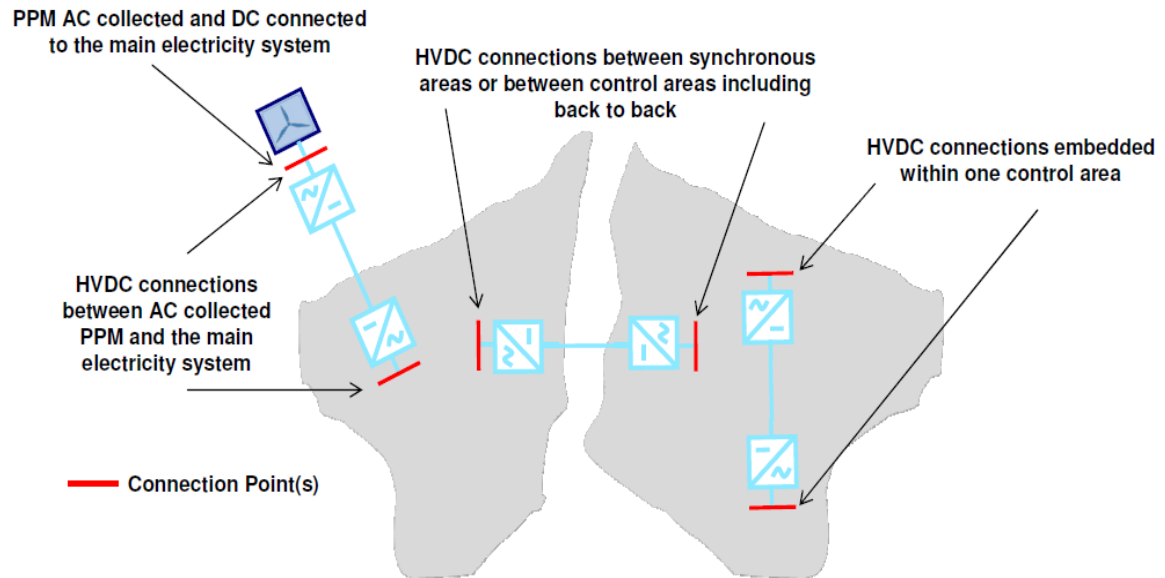 PPM AC collected and DC connected
to the main electricity system
HVDC connections between synchronous
areas or between control areas including
back to back
HVDC connections embedded
within one control area
HVDC connections
between AC collected
PPM and the main
electricity system
Connection Point(s)